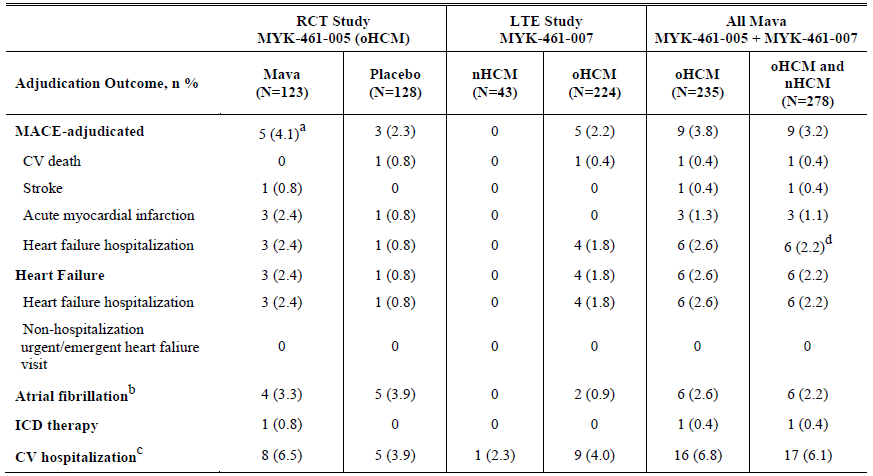 RCT Study LTE Study All Mava
MYK-461-005 (oHCM) MYK-461-007 MYK-461-005 + MYK-461-007
Adjudication Outcome, n % Mava (N=123) Placebo (N=128) nHCM (N=43) oHCM (N=224) oHCM (N=235) oHCM and nHCM (N=278)
MACE-adjudicated 5 (4.1)a 3 (2.3) 0 5 (2.2) 9 (3.8) 9 (3.2)
CV death 0 1 (0.8) 0 1 (0.4) 1 (0.4) 1 (0.4)
Stroke 1 (0.8) 0 0 0 1 (0.4) 1 (0.4)
Acute myocardial infarction 3 (2.4) 1 (0.8) 0 0 3 (1.3) 3 (1.1)
Heart failure hospitalization 3 (2.4) 1 (0.8) 0 4 (1.8) 6 (2.6) 6 (2.2)d
Heart Failure 3 (2.4) 1 (0.8) 0 4 (1.8) 6 (2.6) 6 (2.2)
Heart failure hospitalization 3 (2.4) 1 (0.8) 0 4 (1.8) 6 (2.6) 6 (2.2)
Non-hospitalization
urgent/emergent heart faliure 0 0 0 0 0 0
visit
Atrial fibrillationb 4 (3.3) 5 (3.9) 0 2 (0.9) 6 (2.6) 6 (2.2)
ICD therapy 1 (0.8) 0 0 0 1 (0.4) 1 (0.4)
CV hospitalizationc 8 (6.5) 5 (3.9) 1 (2.3) 9 (4.0) 16 (6.8) 17 (6.1)